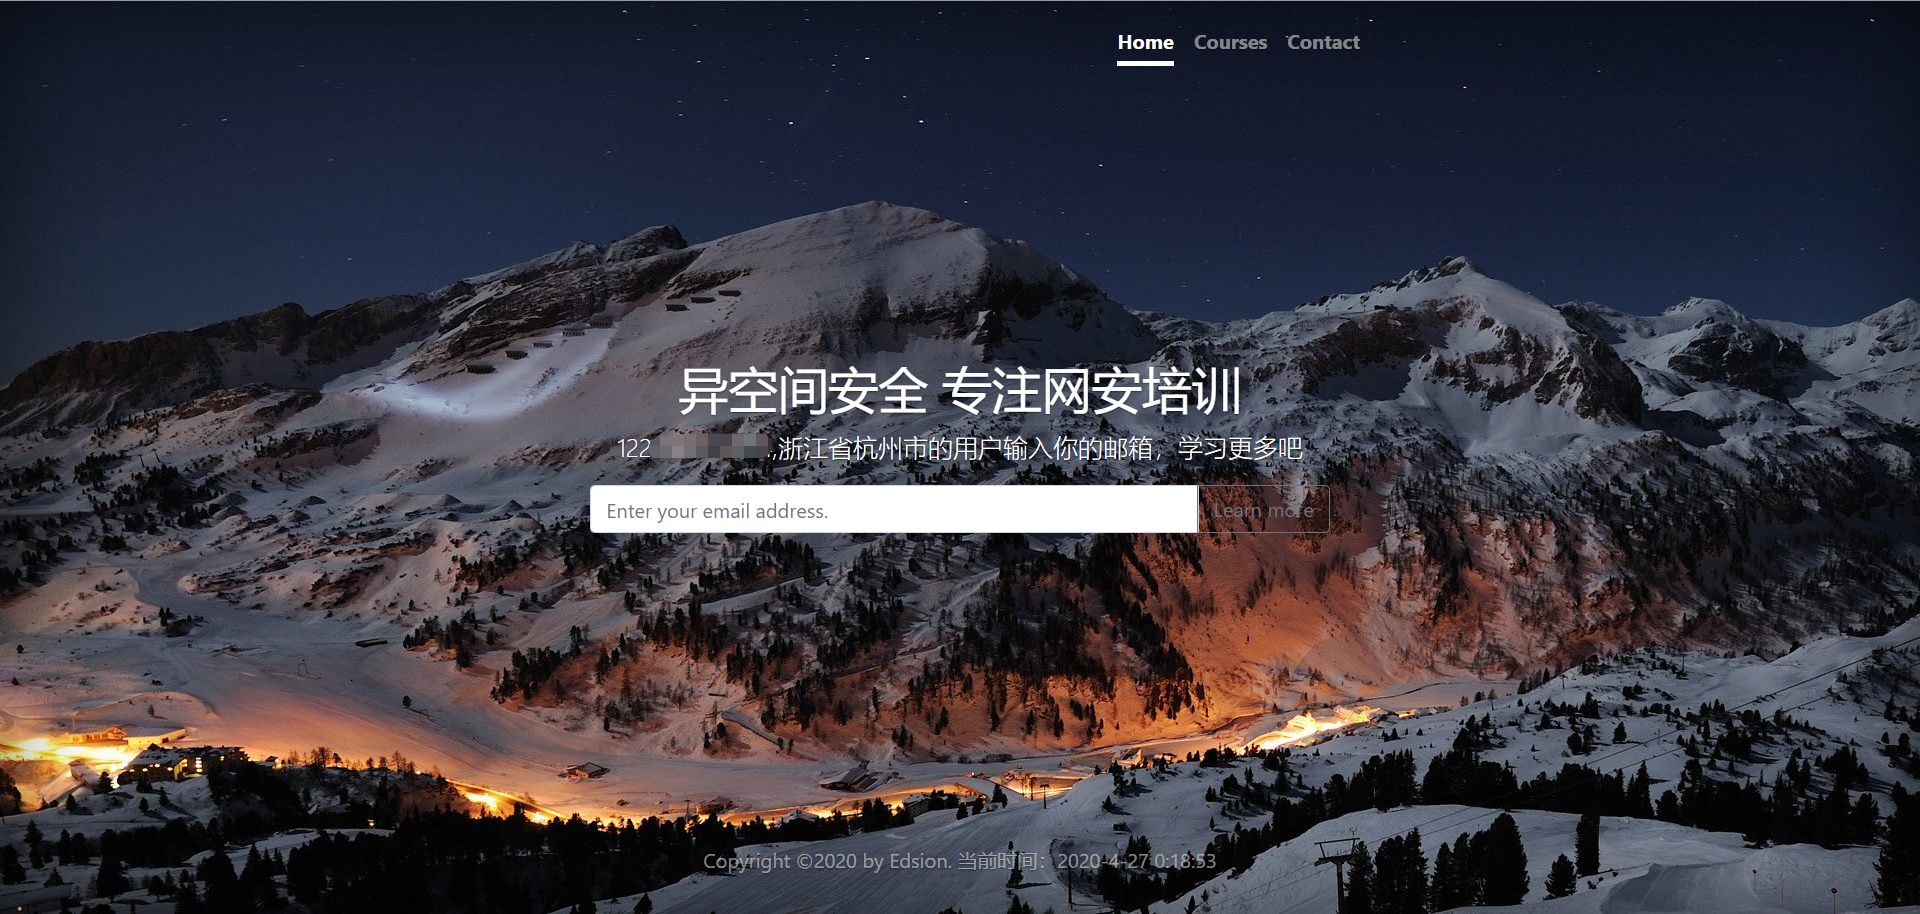 Home Courses Contact
异空间安全 专注网安培训
122 ,浙江省杭州市的用户输入你的邮箱，学习更多吧
Enter your email address.
Learn more
Copyright ©2020 by Edsion. 当前时间：2020-4-27 0:18:53